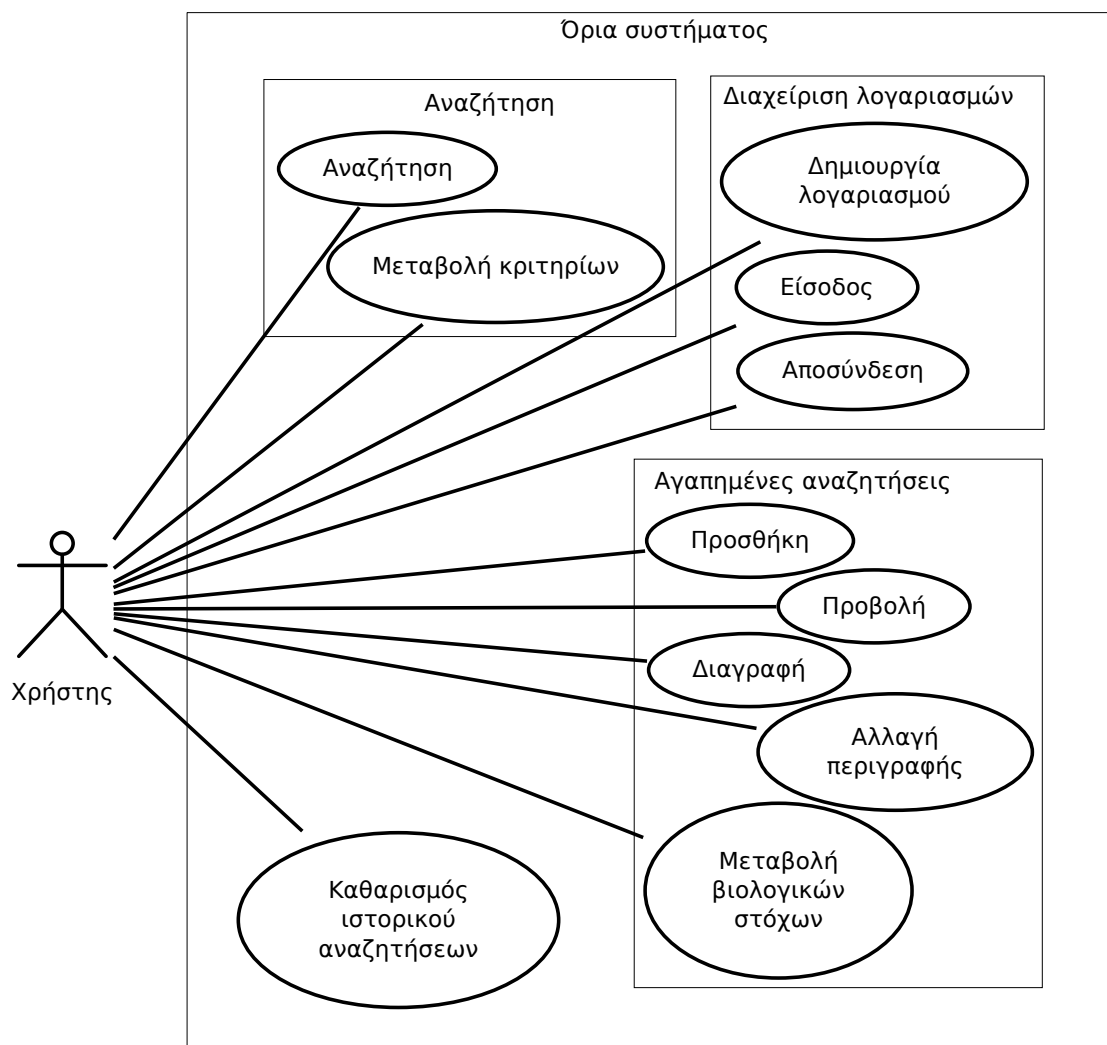 Όρια συστήματος
Αναζήτηση
Αναζήτηση
Μεταβολή κριτηρίων
Διαχείριση λογαριασμών
Δημιουργία
λογαριασμού
Είσοδος
Αποσύνδεση
Αγαπημένες αναζητήσεις
Προσθήκη
Προβολή
Διαγραφή
Αλλαγή
περιγραφής
Μεταβολή
βιολογικών
στόχων
Χρήστης
Καθαρισμός
ιστορικού
αναζητήσεων